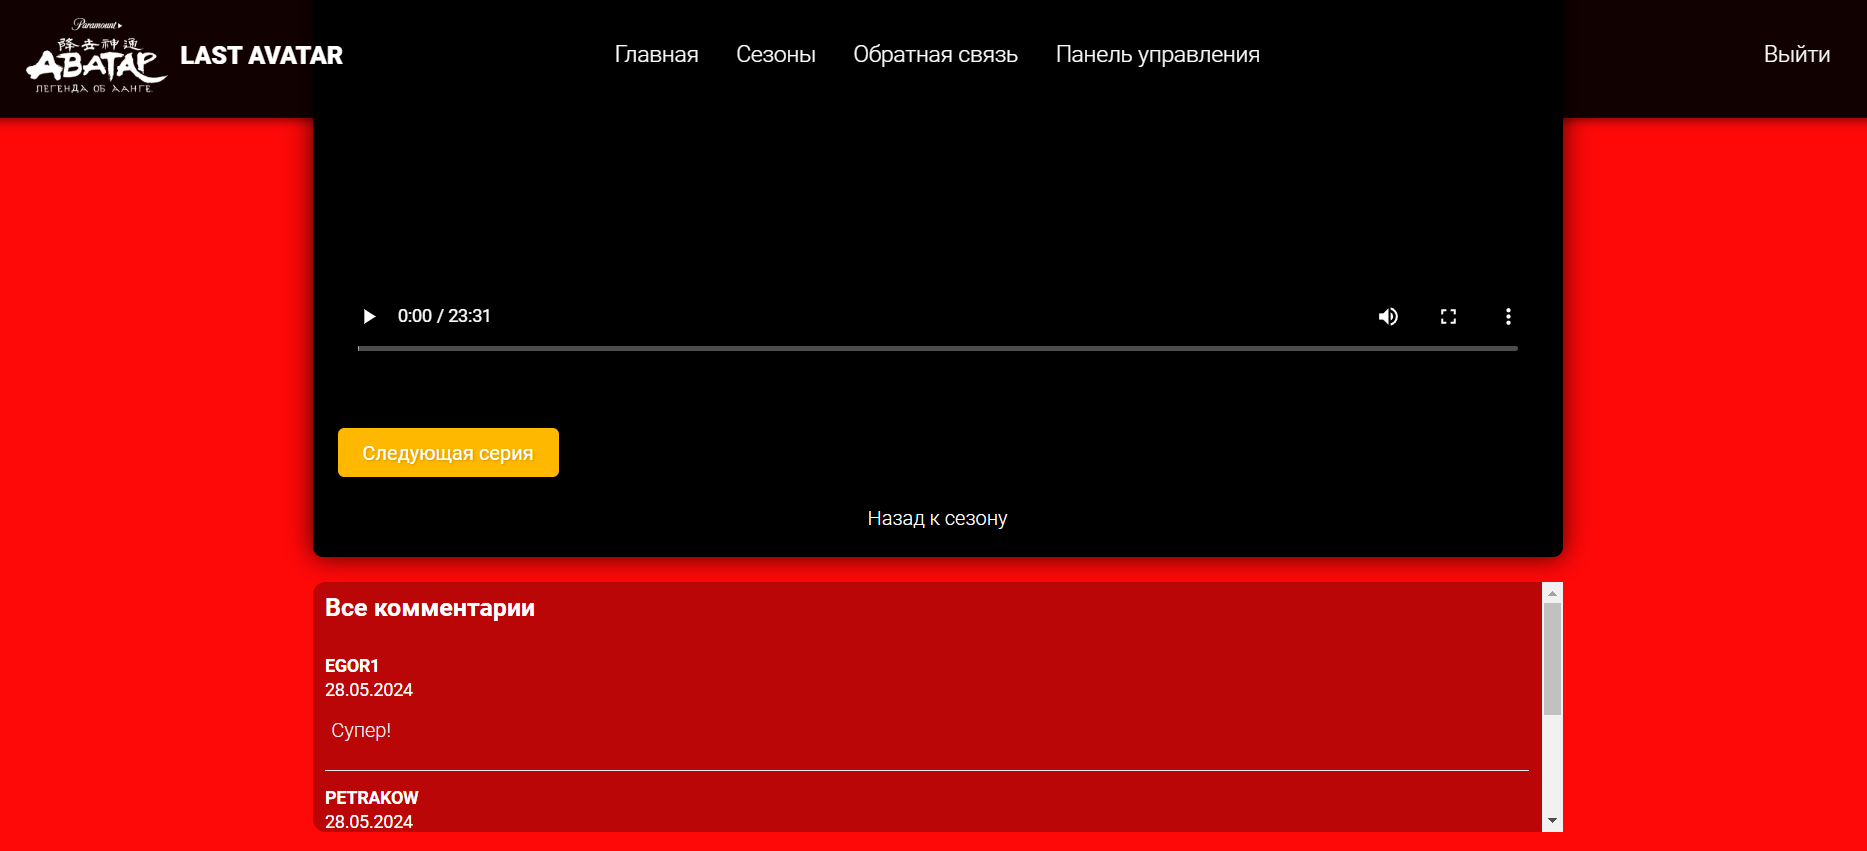 Paramount+
降去神通
АВАТАР
ЛЕГЕНДА ОБ ААНГЕ
LAST AVATAR
Главная
Сезоны
Обратная связь
Панель управления
Выйти
0:00 / 23:31
Следующая серия
Назад к сезону
Все комментарии
EGOR1
28.05.2024
Супер!
PETRAKOW
28.05.2024